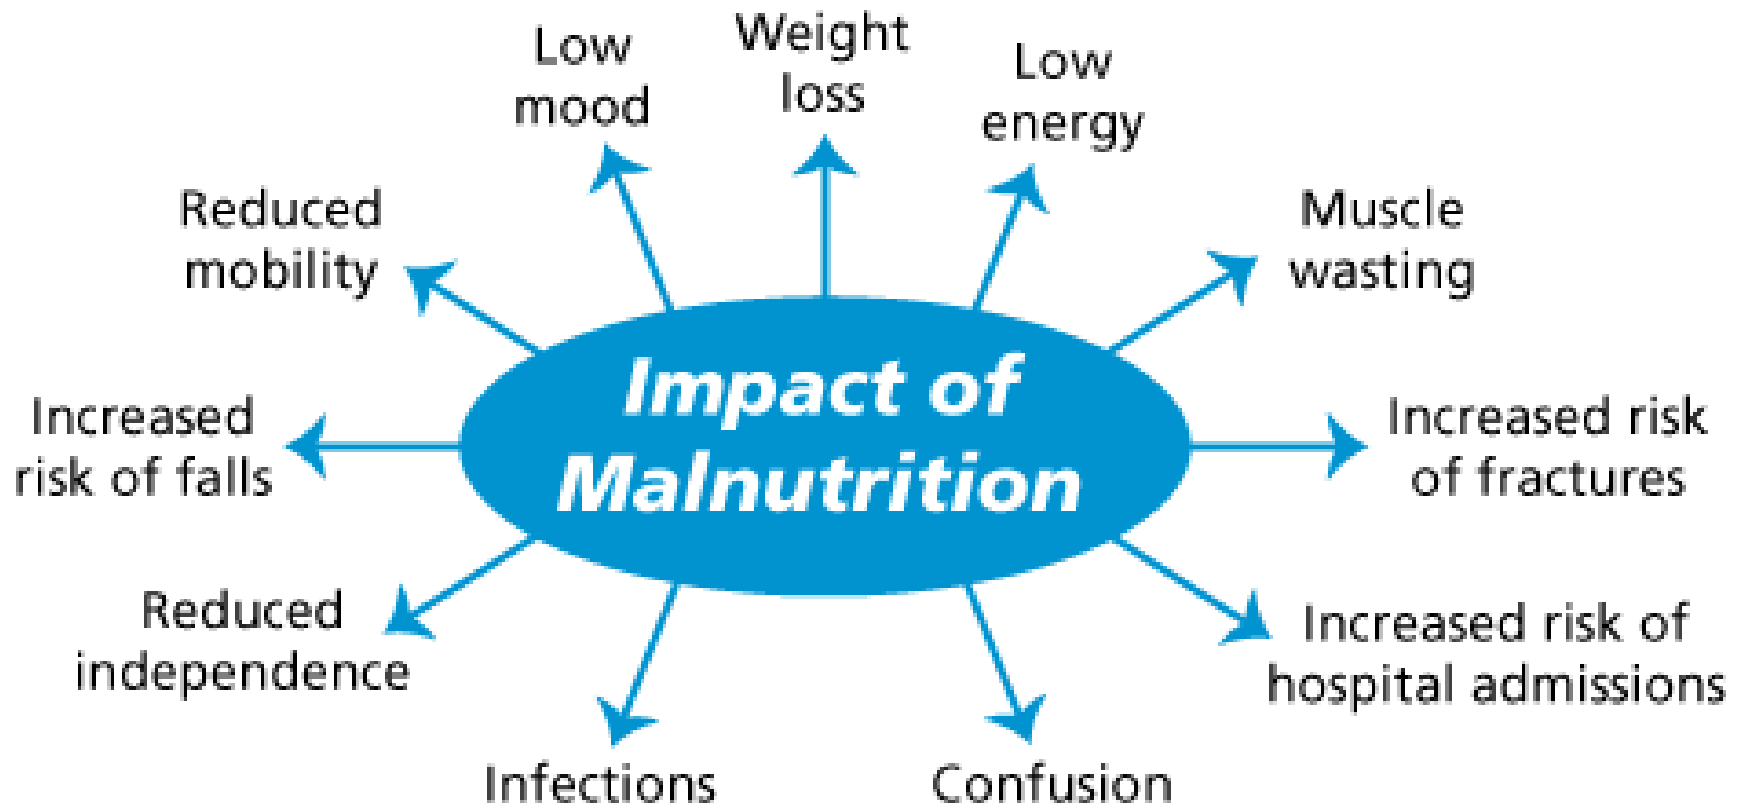 Low
mood
Weight
loss
Low
energy
Reduced
mobility
Muscle
wasting
Impact of
Malnutrition
Increased
risk of falls
Increased risk
of fractures
Reduced
independence
Increased risk of
hospital admissions
Infections
Confusion